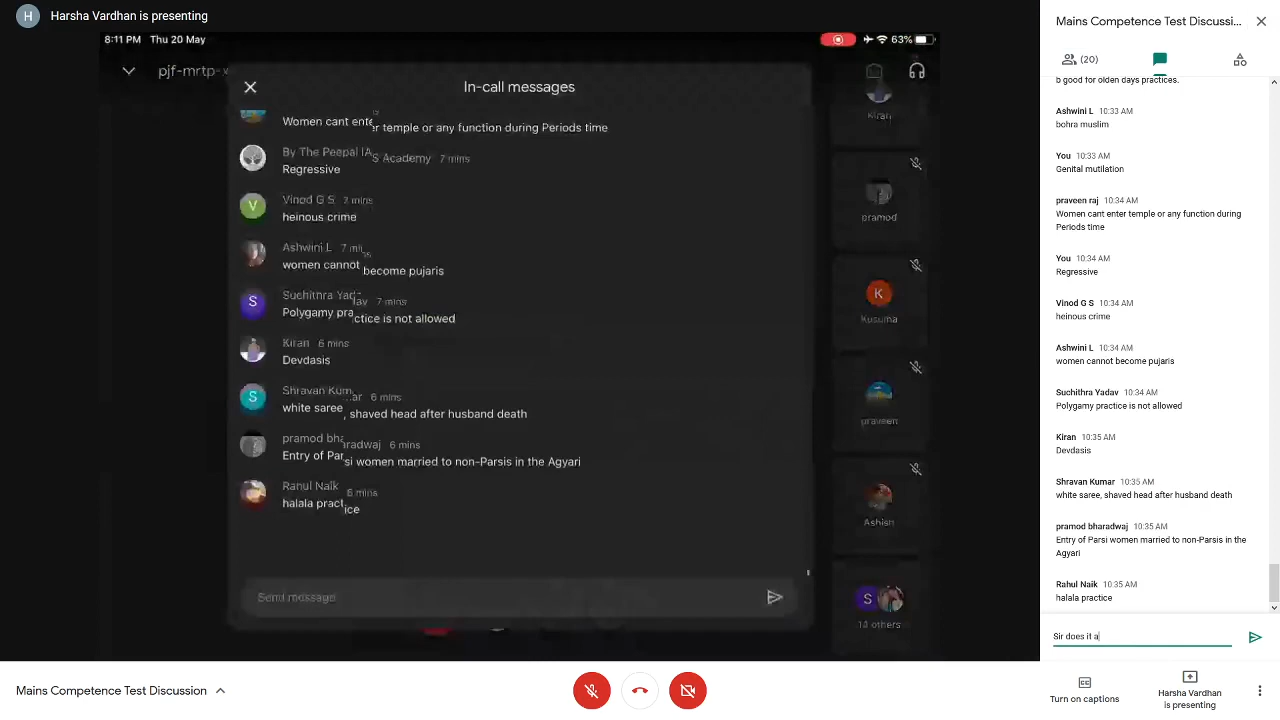 H
Harsha Vardhan is presenting
8:11 PM Thu 20 May
63%
pjf-mrtp-x
In-call messages
Women cant enter temple or any function during Periods time
By The Peepal IAS Academy 7 mins
Regressive
V
Vinod G S 7 mins
heinous crime
Ashwini L 7 mins
women cannot become pujaris
S
Suchithra Yadav 7 mins
Polygamy practice is not allowed
Kiran 6 mins
Devdasis
S
Shravan Kumar 6 mins
white saree, shaved head after husband death
pramod bharadwaj 6 mins
Entry of Parsi women married to non-Parsis in the Agyari
Rahul Naik 6 mins
halala practice
Send message
Kiran
pramod
K
Kusuma
praveen
Ashish
S
14 others
Mains Competence Test Discussi...
(20)
b good for olden days practices.
Ashwini L 10:33 AM
bohra muslim
You 10:33 AM
Genital mutilation
praveen raj 10:34 AM
Women cant enter temple or any function during
Periods time
You 10:34 AM
Regressive
Vinod G S 10:34 AM
heinous crime
Ashwini L 10:34 AM
women cannot become pujaris
Suchithra Yadav 10:34 AM
Polygamy practice is not allowed
Kiran 10:35 AM
Devdasis
Shravan Kumar 10:35 AM
white saree, shaved head after husband death
pramod bharadwaj 10:35 AM
Entry of Parsi women married to non-Parsis in the
Agyari
Rahul Naik 10:35 AM
halala practice
Sir does it a
Mains Competence Test Discussion
Turn on captions
Harsha Vardhan
is presenting